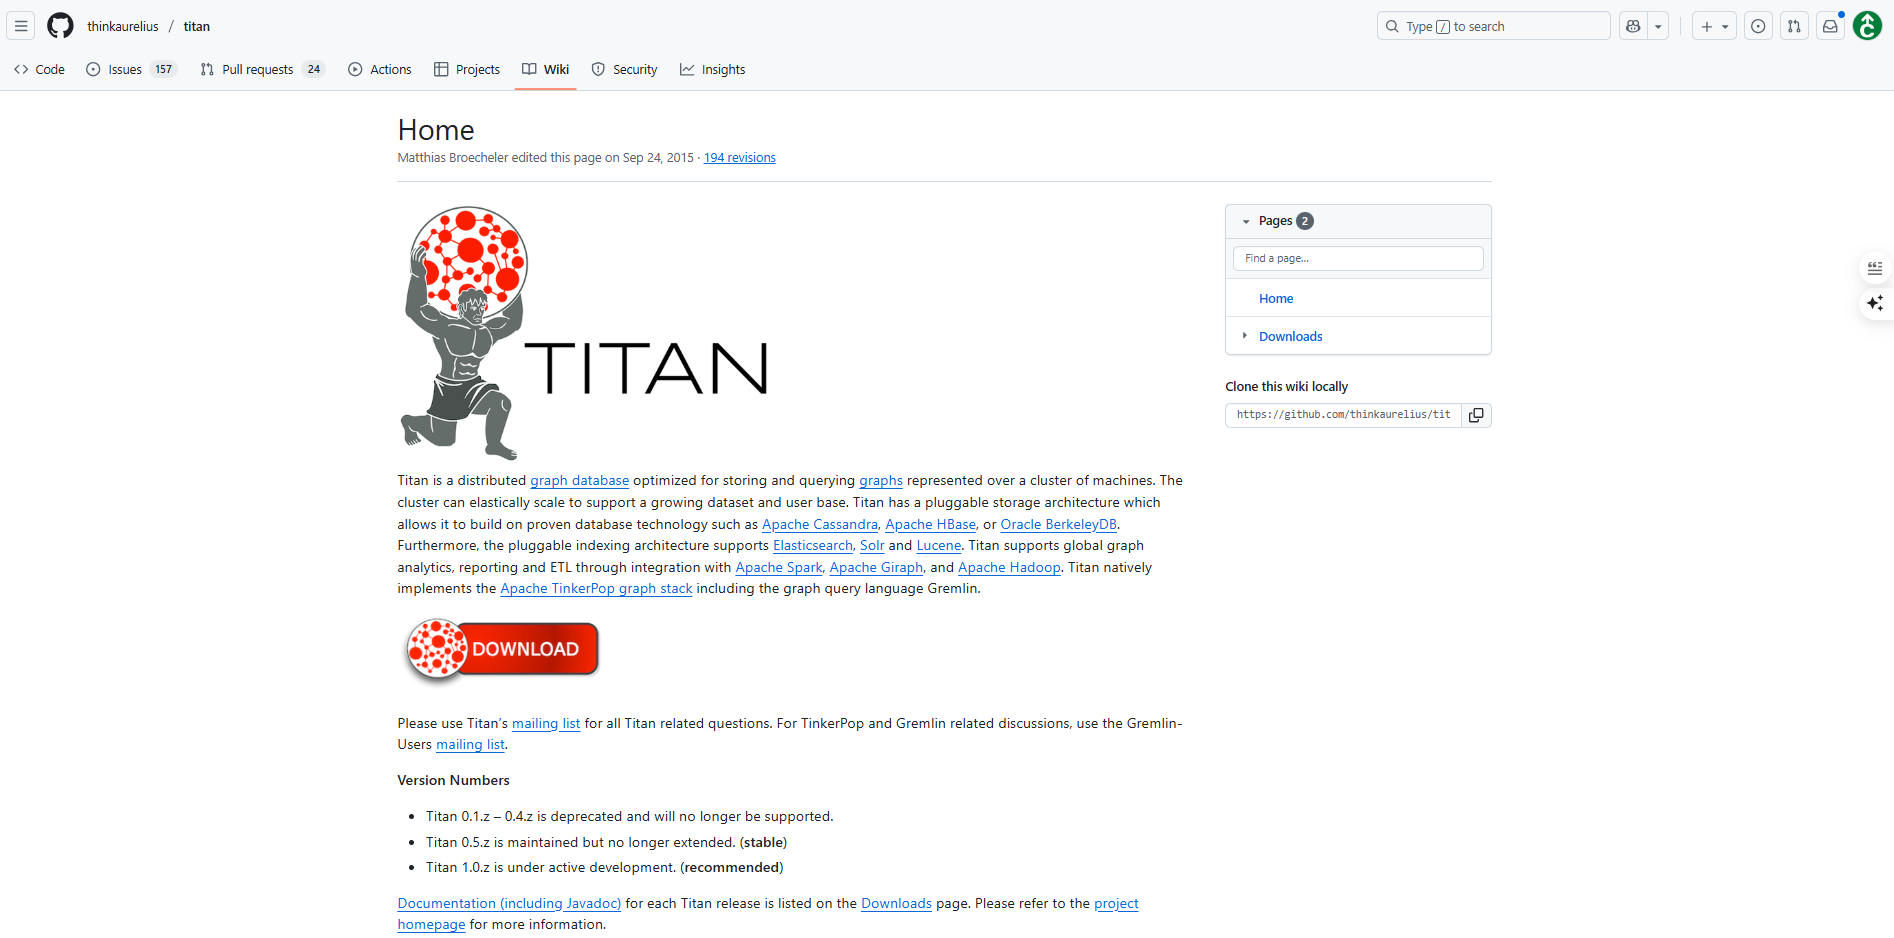 thinkaurelius / titan
Type / to search
Code
Issues 157
Pull requests 24
Actions
Projects
Wiki
Security
Insights
Home
Matthias Broecheler edited this page on Sep 24, 2015 · 194 revisions
TITAN
Titan is a distributed graph database optimized for storing and querying graphs represented over a cluster of machines. The
cluster can elastically scale to support a growing dataset and user base. Titan has a pluggable storage architecture which
allows it to build on proven database technology such as Apache Cassandra, Apache HBase, or Oracle BerkeleyDB.
Furthermore, the pluggable indexing architecture supports Elasticsearch, Solr and Lucene. Titan supports global graph
analytics, reporting and ETL through integration with Apache Spark, Apache Giraph, and Apache Hadoop. Titan natively
implements the Apache TinkerPop graph stack including the graph query language Gremlin.
DOWNLOAD
Please use Titan’s mailing list for all Titan related questions. For TinkerPop and Gremlin related discussions, use the Gremlin-
Users mailing list.
Version Numbers
• Titan 0.1.z – 0.4.z is deprecated and will no longer be supported.
• Titan 0.5.z is maintained but no longer extended. (stable)
• Titan 1.0.z is under active development. (recommended)
Documentation (including Javadoc) for each Titan release is listed on the Downloads page. Please refer to the project
homepage for more information.
Pages 2
Find a page...
Home
Downloads
Clone this wiki locally
https://github.com/thinkaurelius/tit